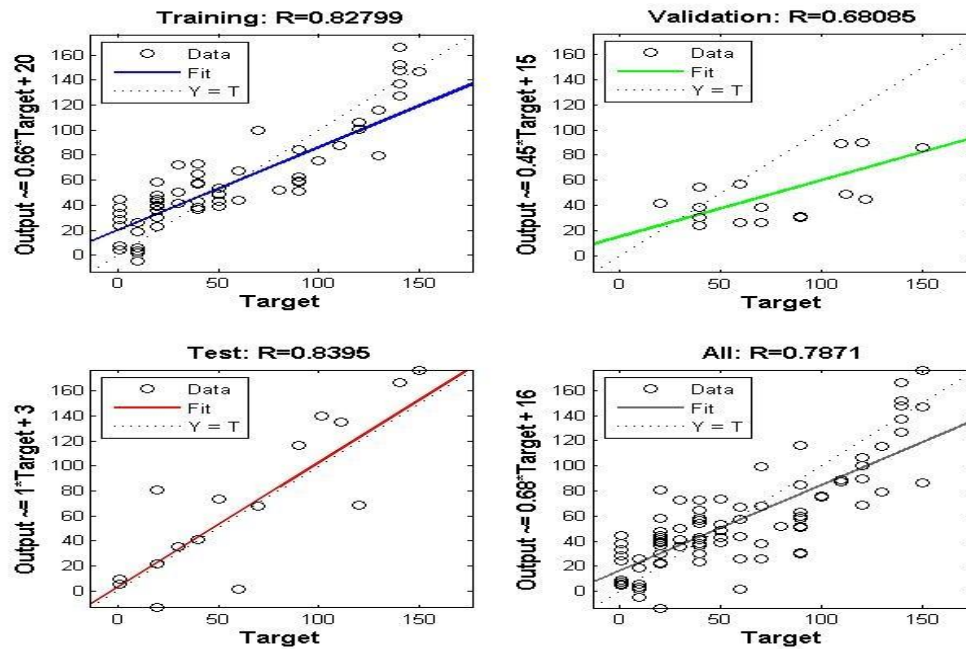 Training: R=0.82799
Output ~= 0.66*Target + 20
160
140
120
100
80
60
40
20
0
Data
Fit
Y = T
0 50 100 150
Target
Validation: R=0.68085
Output ~= 0.45*Target + 15
160
140
120
100
80
60
40
20
0
Data
Fit
Y = T
0 50 100 150
Target
Test: R=0.8395
Output ~= 1*Target + 3
160
140
120
100
80
60
40
20
0
Data
Fit
Y = T
0 50 100 150
Target
All: R=0.7871
Output ~= 0.68*Target + 16
160
140
120
100
80
60
40
20
0
Data
Fit
Y = T
0 50 100 150
Target